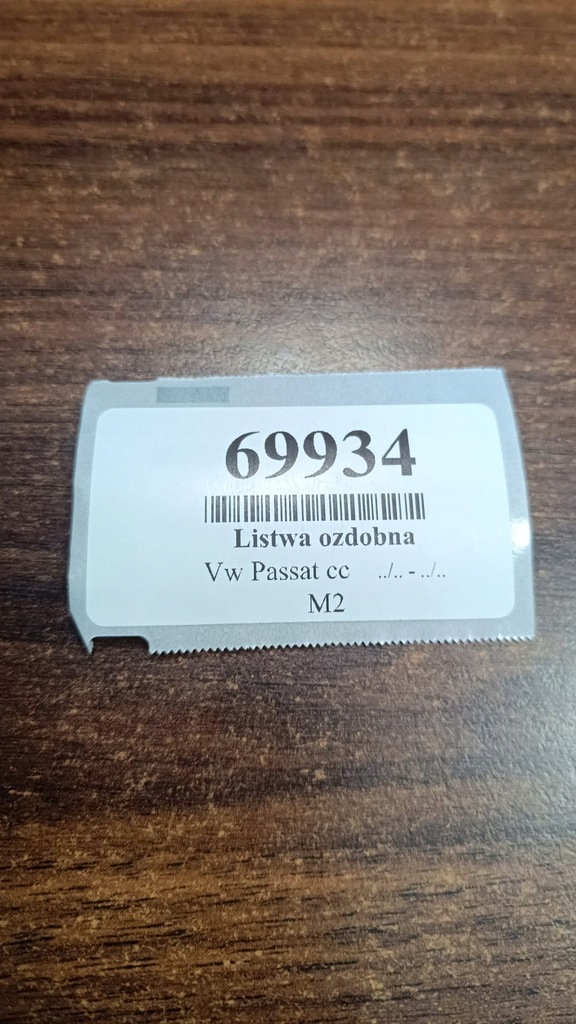 69934
Listwa ozdobna
Vw Passat cc ../.. - ../..
M2